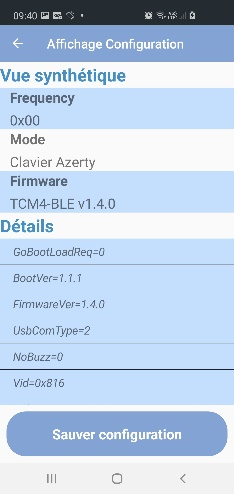 09:40
Affichage Configuration
Vue synthétique
Frequency
0x00
Mode
Clavier Azerty
Firmware
TCM4-BLE v1.4.0
Détails
GoBootLoadReq=0
BootVer=1.1.1
FirmwareVer=1.4.0
UsbComType=2
NoBuzz=0
Vid=0x816
Sauver configuration